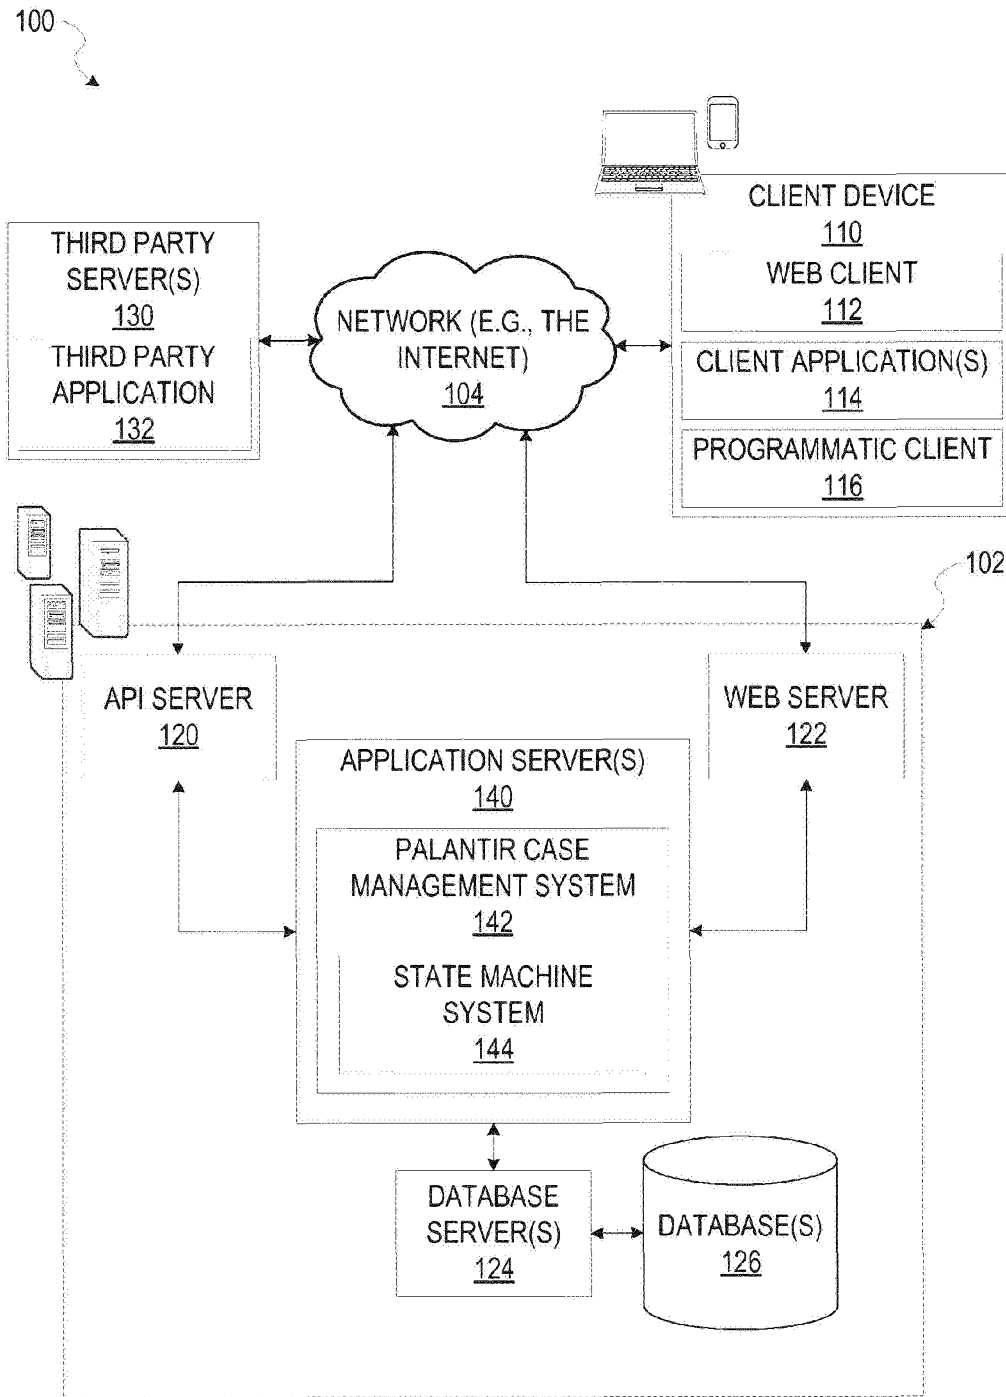 100
CLIENT DEVICE
110
WEB CLIENT
112
CLIENT APPLICATION(S)
114
PROGRAMMATIC CLIENT
116
THIRD PARTY
SERVER(S)
130
THIRD PARTY
APPLICATION
132
NETWORK (E.G., THE
INTERNET)
104
102
API SERVER
120
WEB SERVER
122
APPLICATION SERVER(S)
140
PALANTIR CASE
MANAGEMENT SYSTEM
142
STATE MACHINE
SYSTEM
144
DATABASE
SERVER(S)
124
DATABASE(S)
126